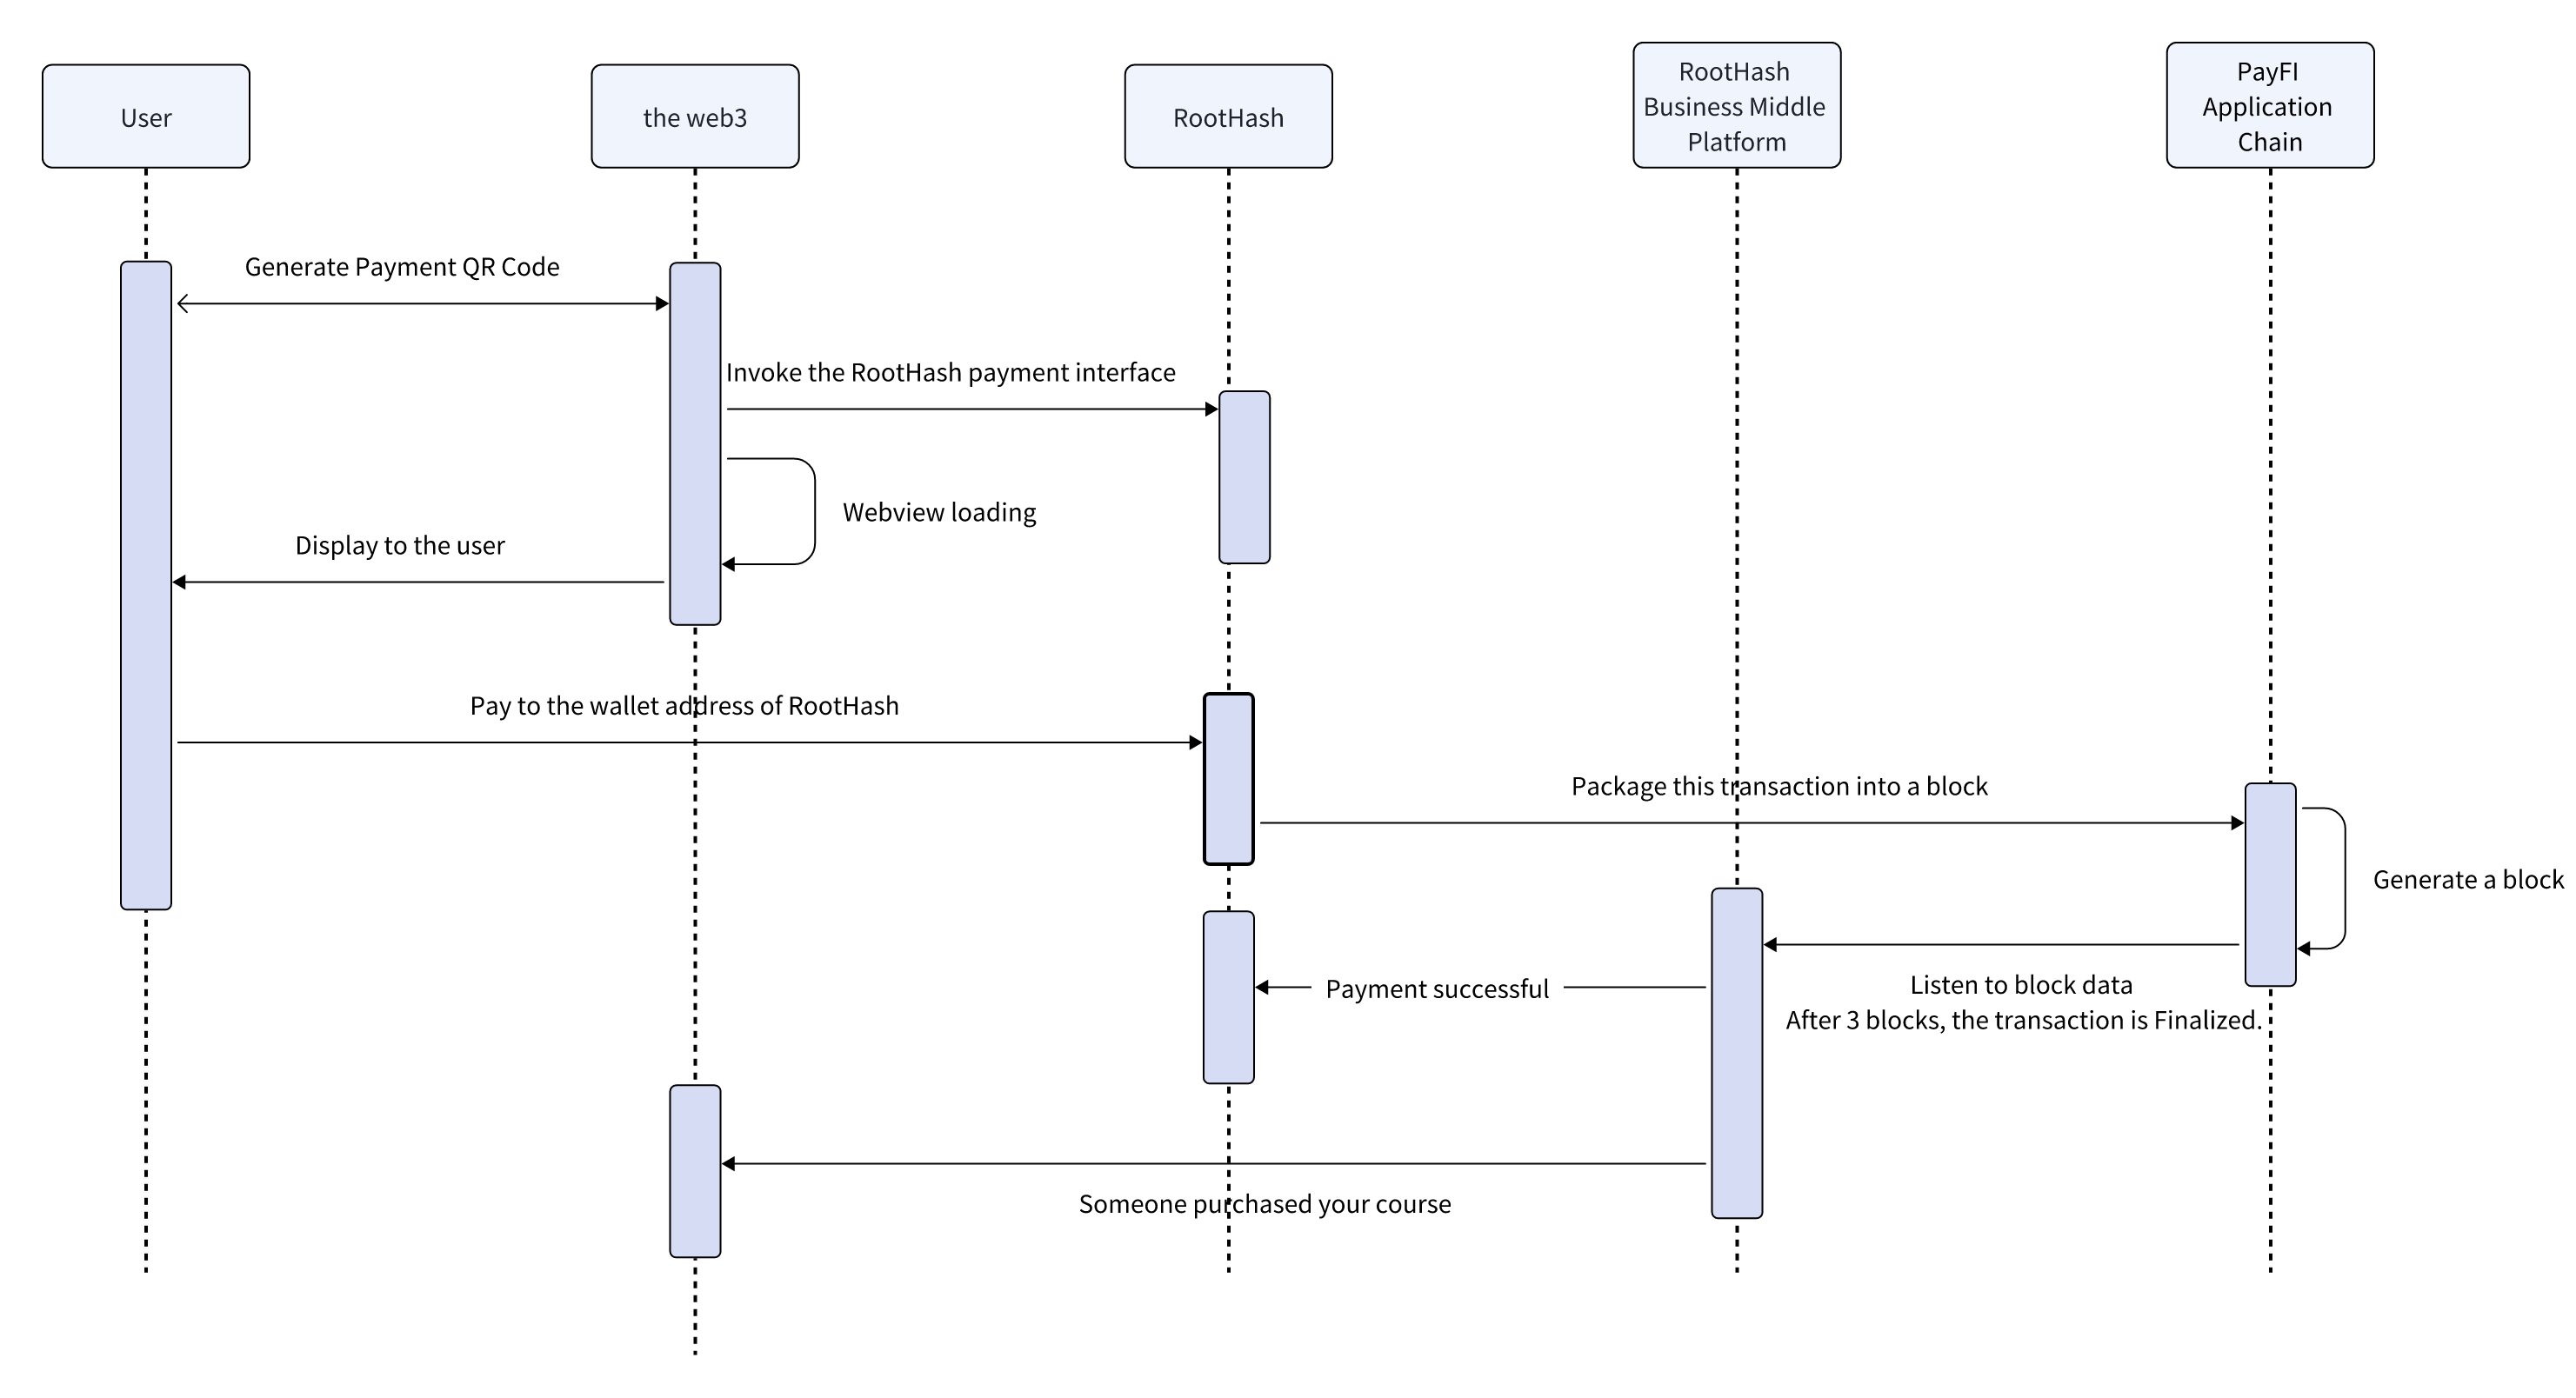 User
the web3
RootHash
RootHash
Business Middle
Platform
PayFI
Application
Chain
Generate Payment QR Code
Invoke the RootHash payment interface
Webview loading
Display to the user
Pay to the wallet address of RootHash
Package this transaction into a block
Generate a block
Payment successful
Listen to block data
After 3 blocks, the transaction is Finalized.
Someone purchased your course